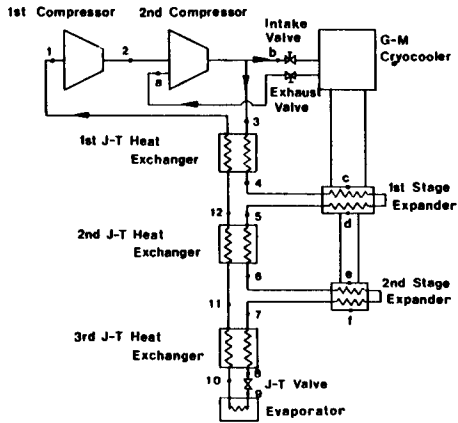 1st Compressor
2nd Compressor
Intake
Valve
G-M
Cryocooler
1
2
b
a
Exhaust
Valve
3
1st J-T Heat
Exchanger
4
c
1st Stage
Expander
12
5
d
2nd J-T Heat
Exchanger
6
e
2nd Stage
Expander
11
7
f
3rd J-T Heat
Exchanger
8
10
J-T Valve
9
Evaporator